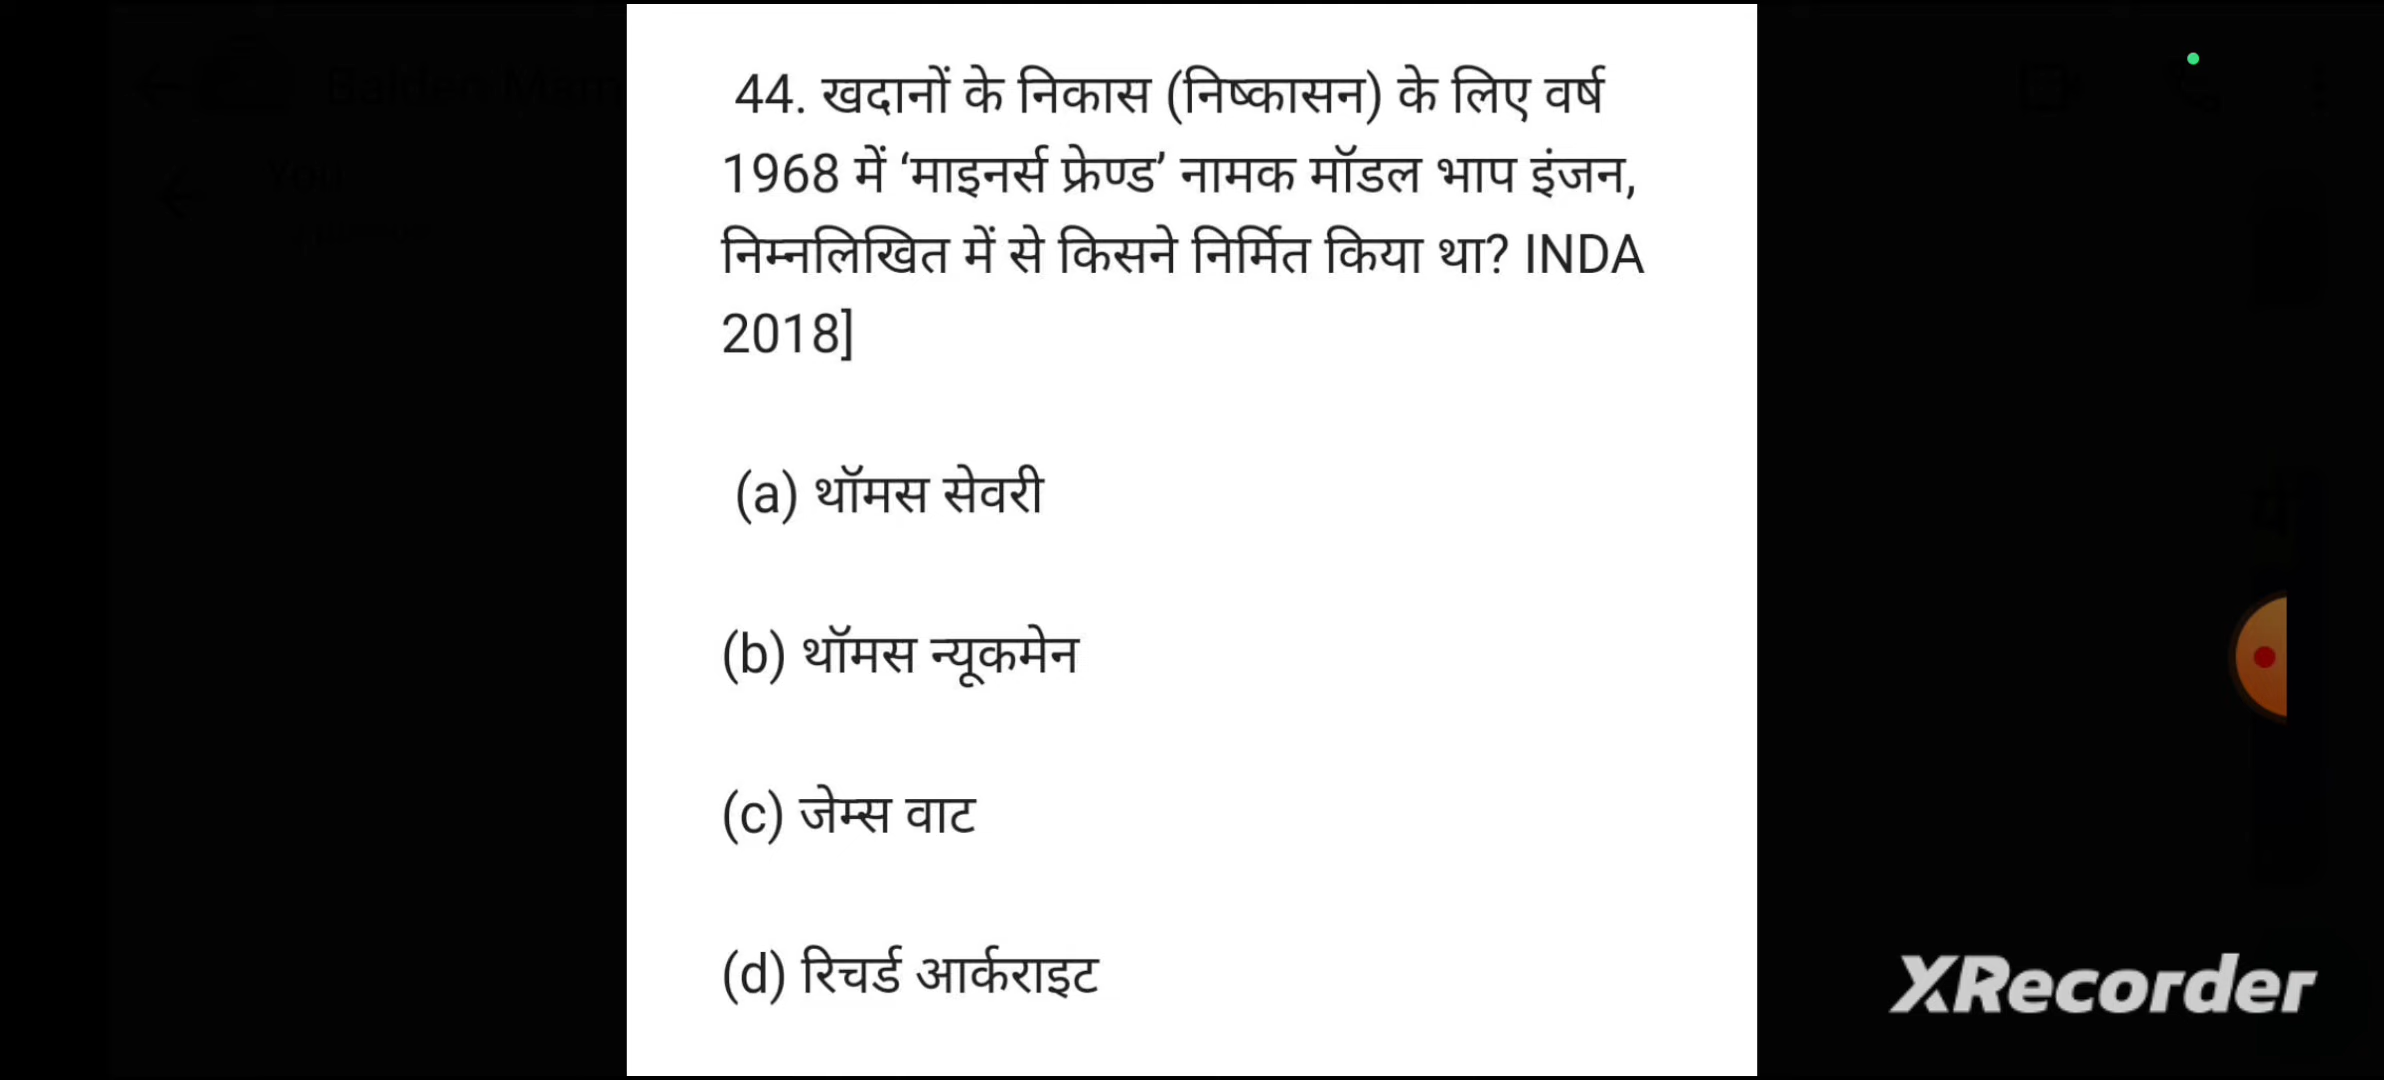 44. खदानों के निकास (निष्कासन) के लिए वर्ष
1968 में ‘माइनर्स फ्रेण्ड’ नामक मॉडल भाप इंजन,
निम्नलिखित में से किसने निर्मित किया था? INDA
2018]
(a) थॉमस सेवरी
(b) थॉमस न्यूकमेन
(c) जेम्स वाट
(d) रिचर्ड आर्कराइट
XRecorder